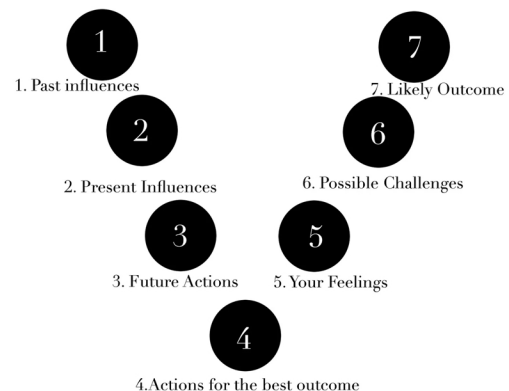 1
1. Past influences
2
2. Present Influences
3
3. Future Actions
4
4.Actions for the best outcome
5
5. Your Feelings
6
6. Possible Challenges
7
7. Likely Outcome